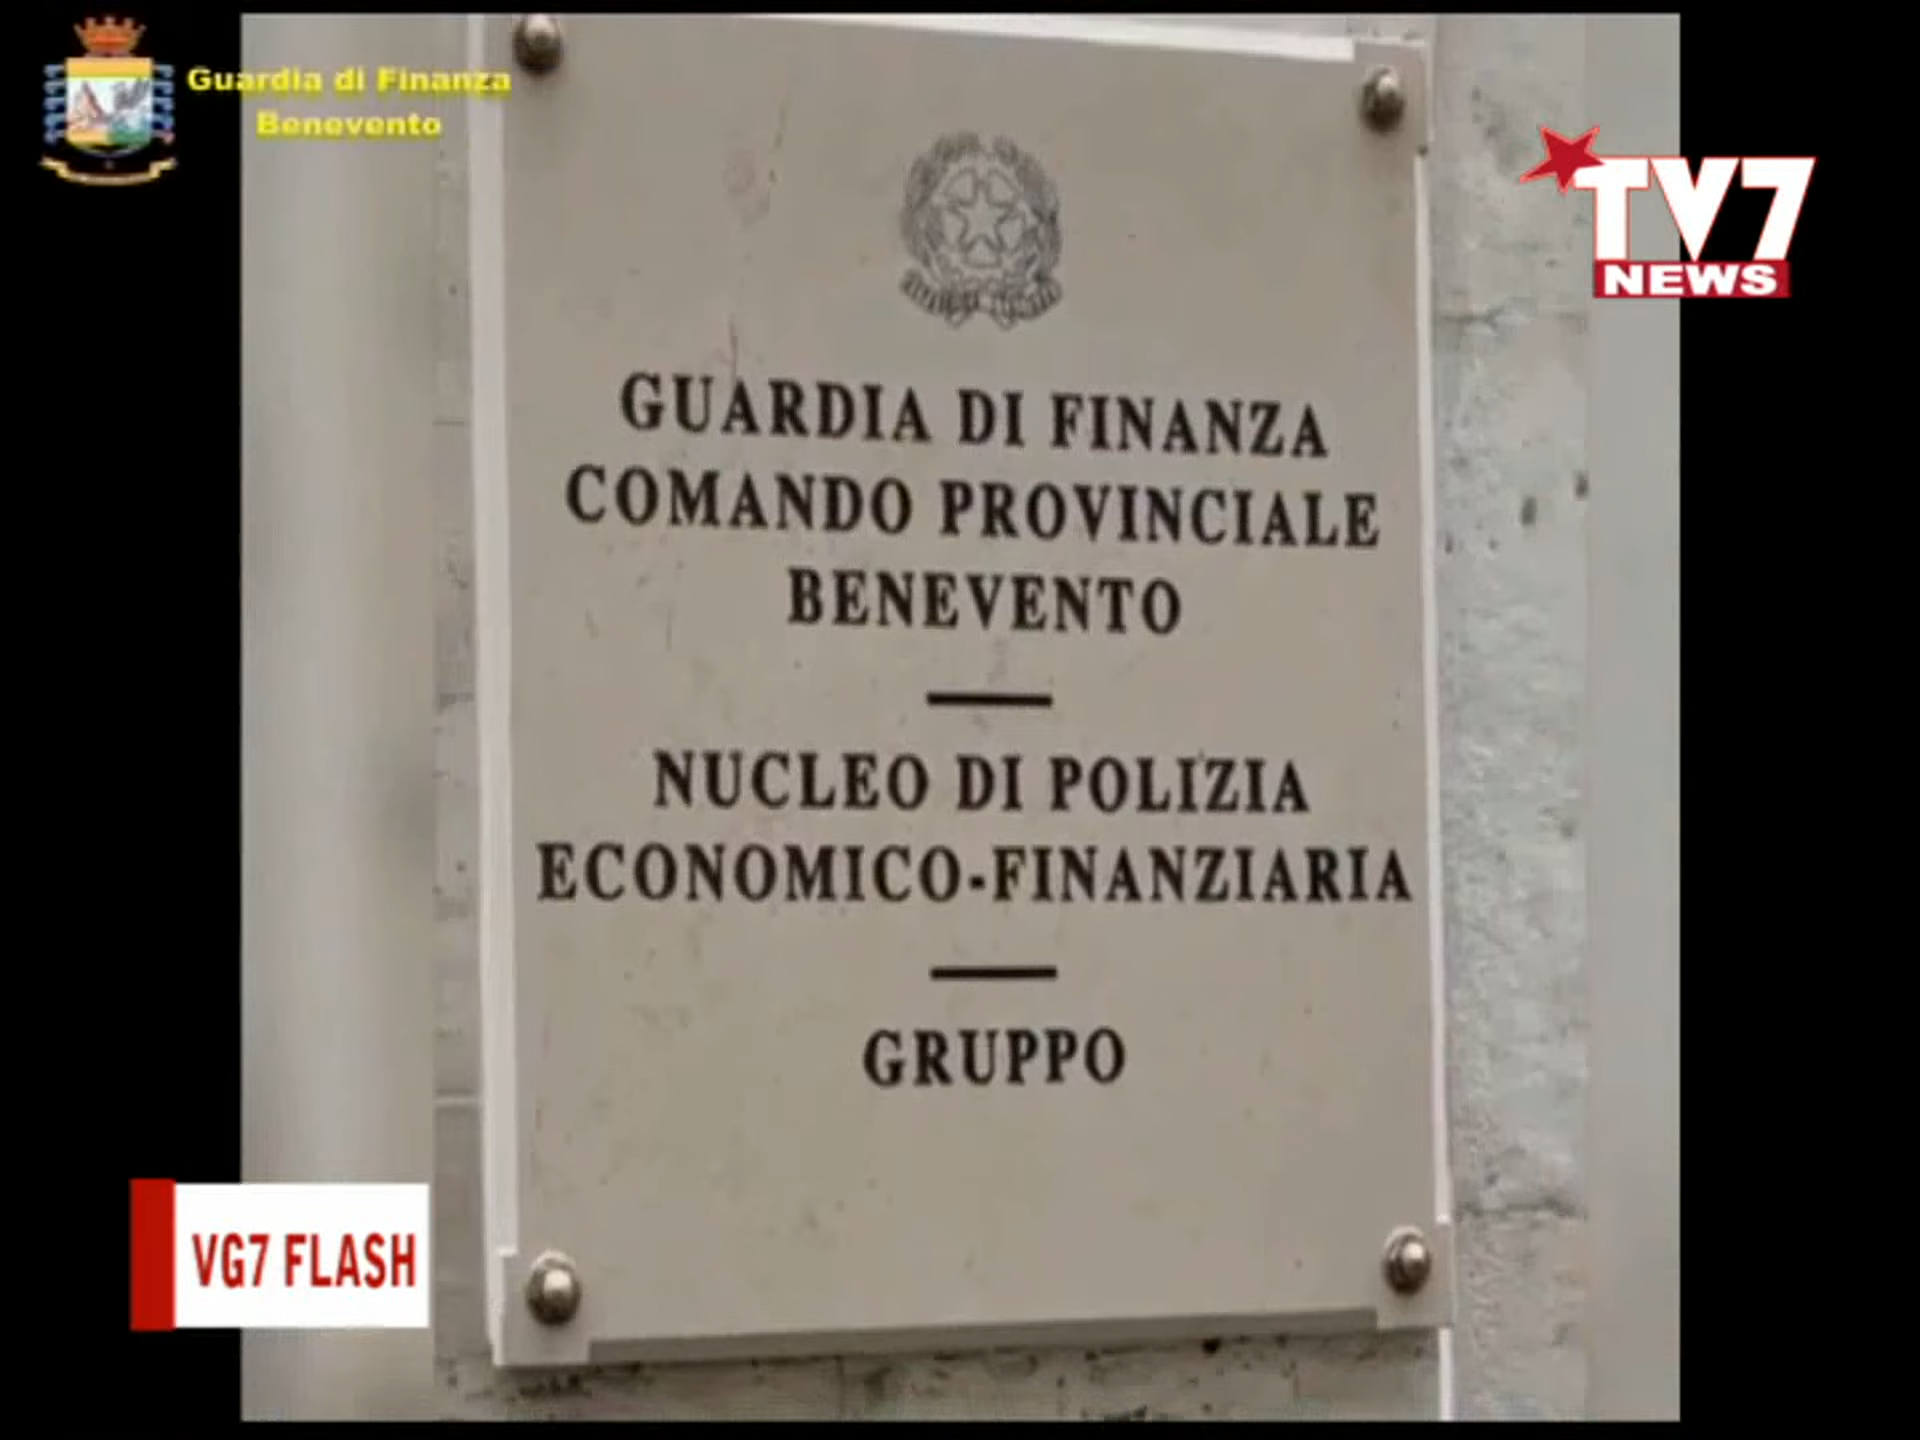 Guardia di Finanza
Benevento
TV7
NEWS
GUARDIA DI FINANZA
COMANDO PROVINCIALE
BENEVENTO
NUCLEO DI POLIZIA
ECONOMICO-FINANZIARIA
GRUPPO
VG7 FLASH